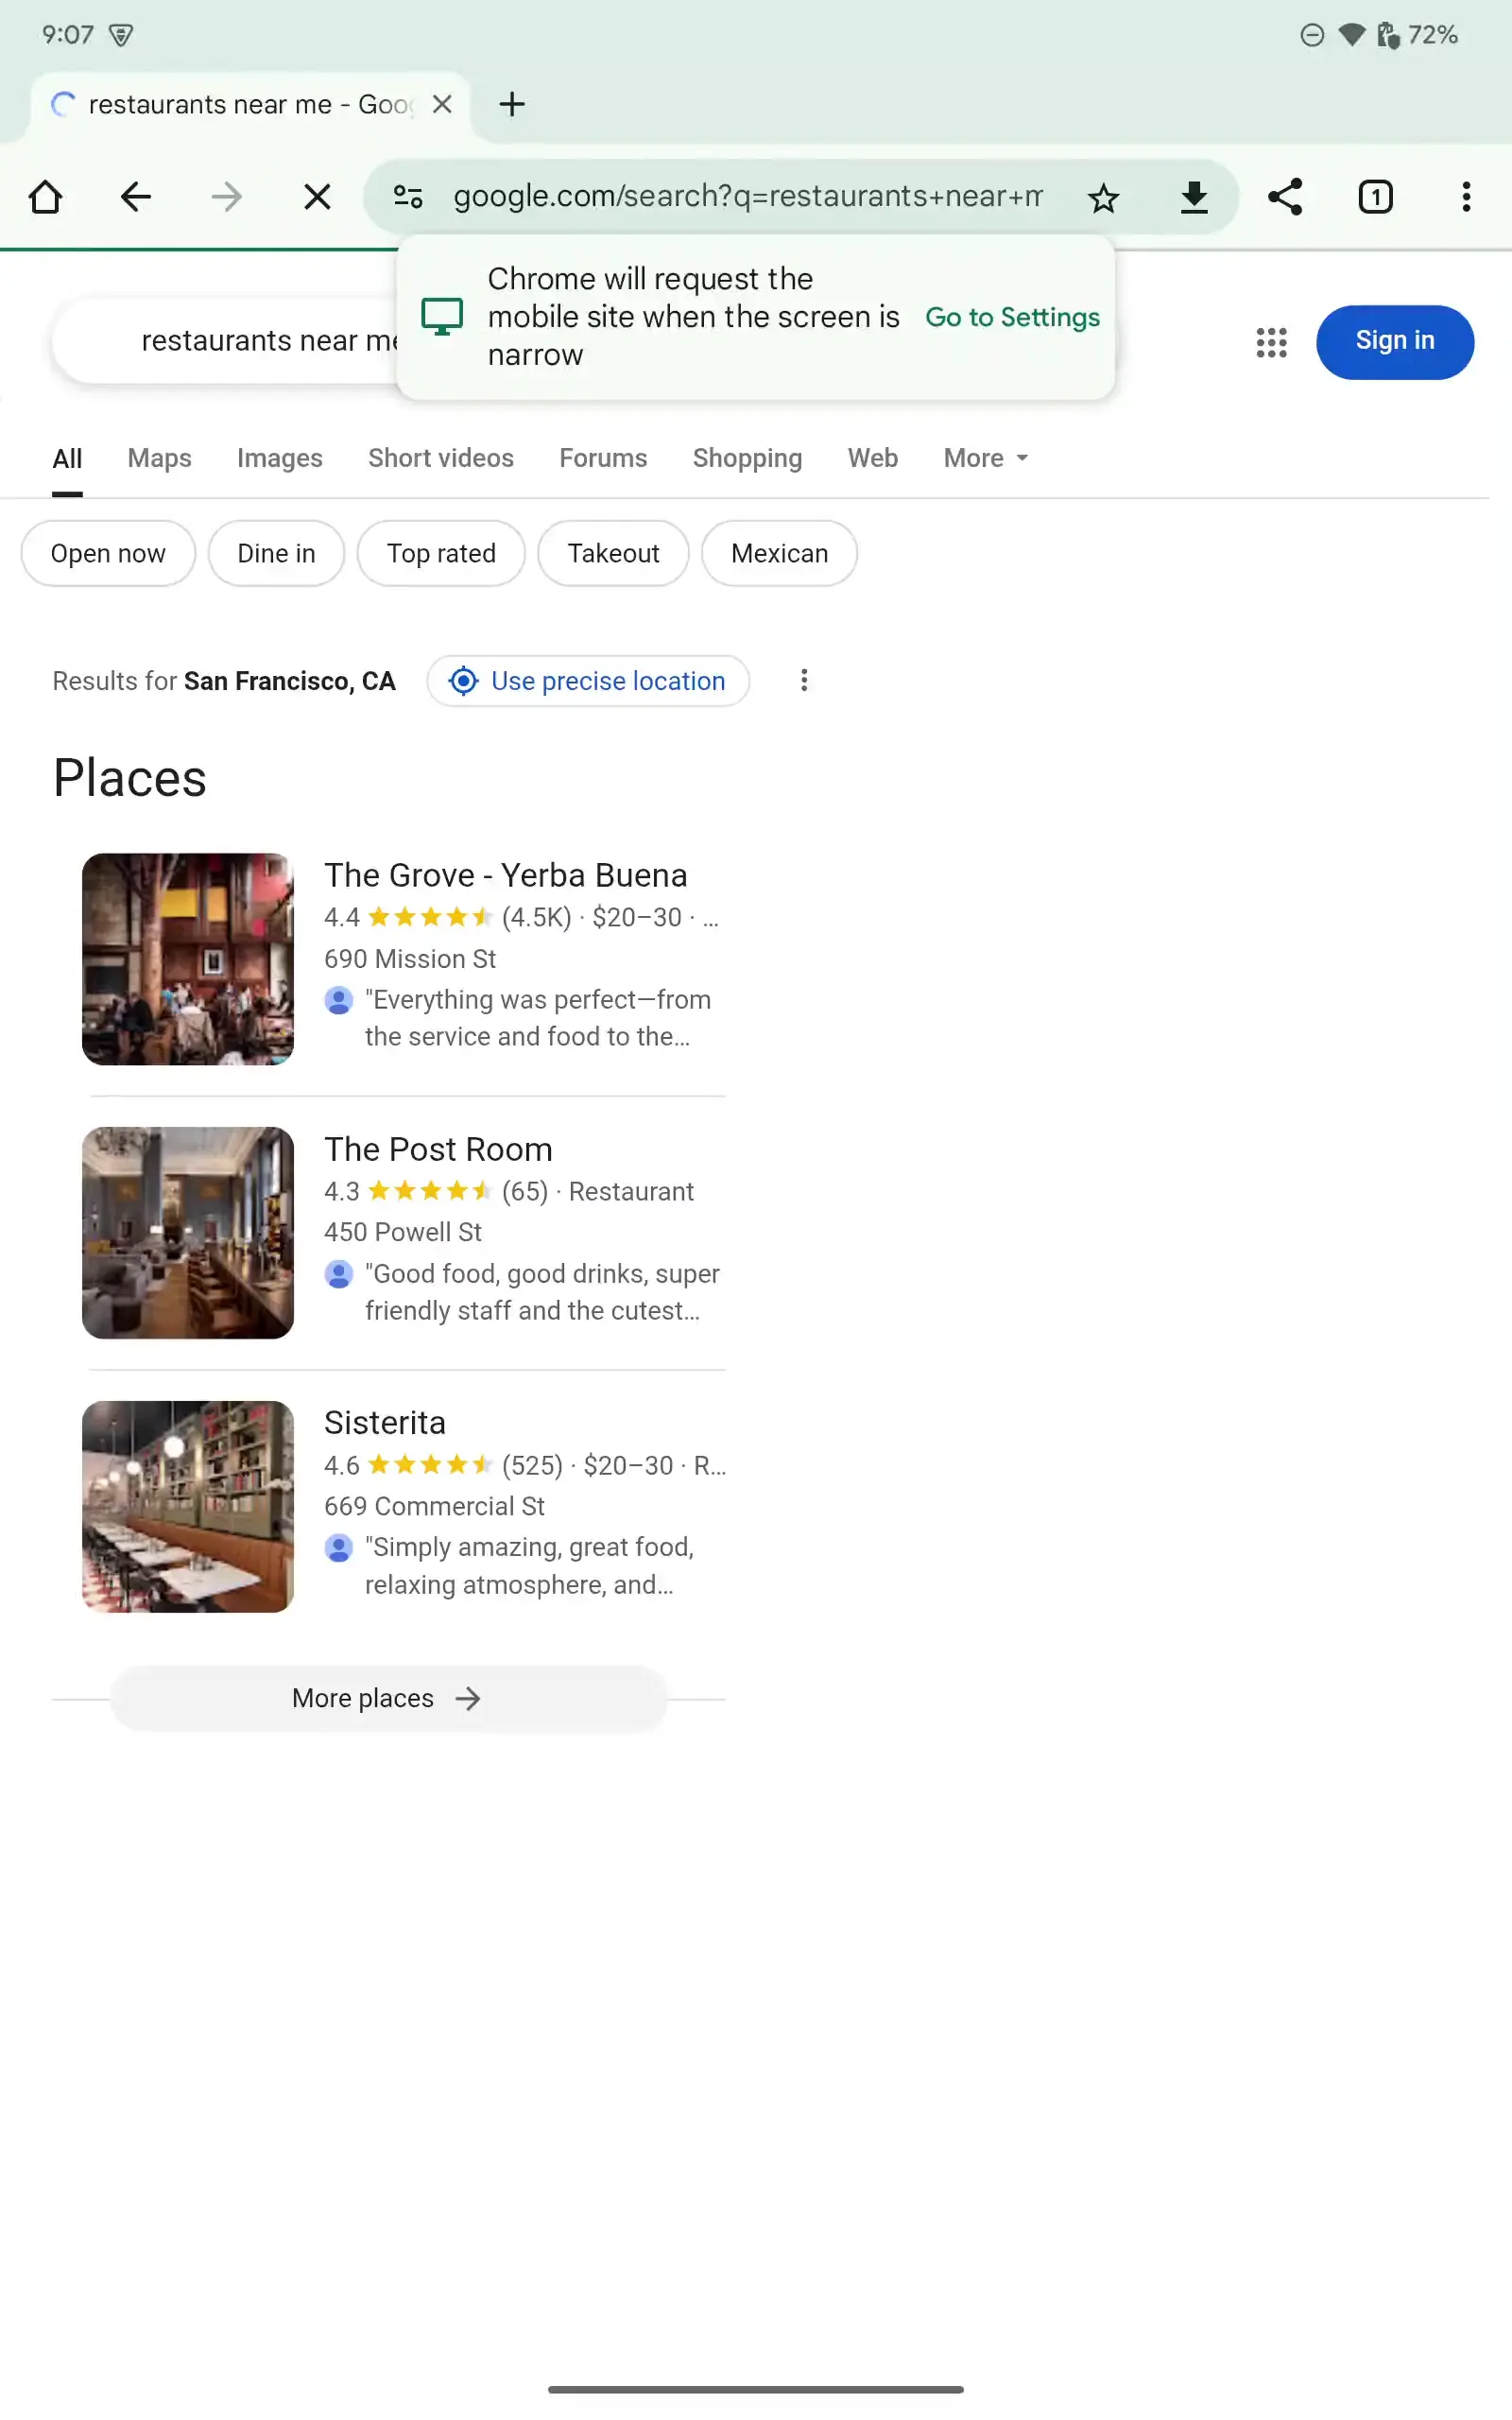 9:07
72%
restaurants near me - Goo
google.com/search?q=restaurants+near+m
1
Chrome will request the
mobile site when the screen is
narrow
Go to Settings
restaurants near me
Sign in
All Maps Images Short videos Forums Shopping Web More
Open now Dine in Top rated Takeout Mexican
Results for San Francisco, CA
Use precise location
Places
The Grove - Yerba Buena
4.4 (4.5K) · $20–30 · ...
690 Mission St
"Everything was perfect—from
the service and food to the...
The Post Room
4.3 (65) · Restaurant
450 Powell St
"Good food, good drinks, super
friendly staff and the cutest...
Sisterita
4.6 (525) · $20–30 · R...
669 Commercial St
"Simply amazing, great food,
relaxing atmosphere, and...
More places